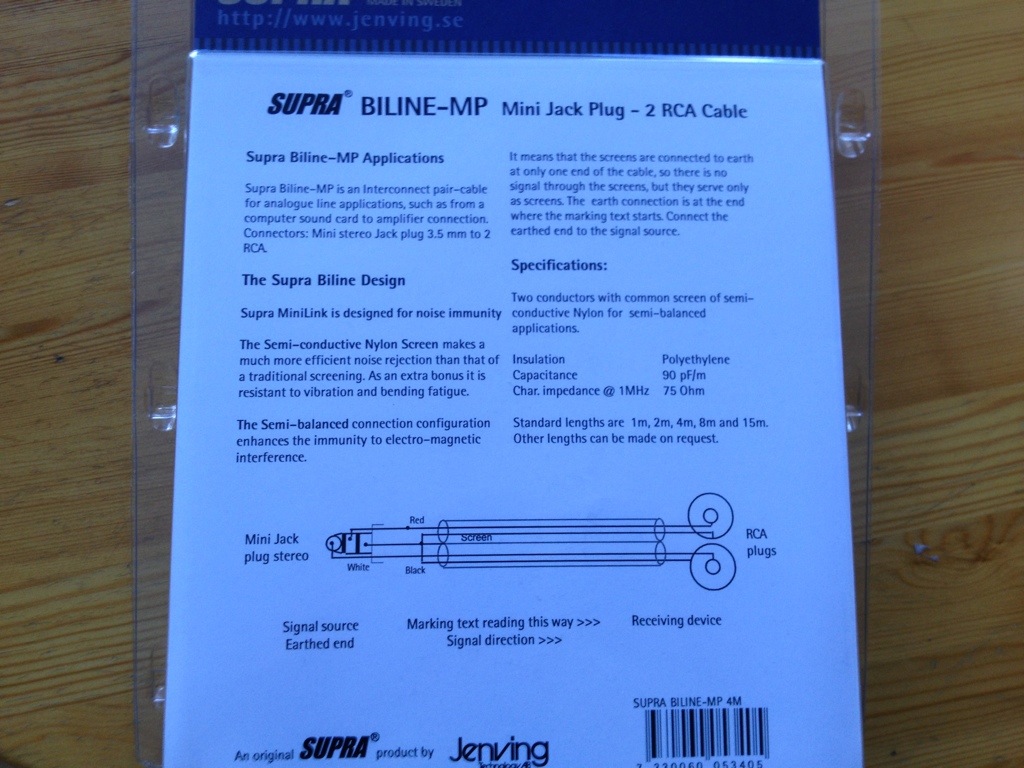 SUPRA MADE IN SWEDEN
http://www.jenving.se
SUPRA® BILINE-MP Mini Jack Plug - 2 RCA Cable
Supra Biline-MP Applications
Supra Biline-MP is an Interconnect pair-cable
for analogue line applications, such as from a
computer sound card to amplifier connection.
Connectors: Mini stereo Jack plug 3.5 mm to 2
RCA.
The Supra Biline Design
Supra MiniLink is designed for noise immunity
The Semi-conductive Nylon Screen makes a
much more efficient noise rejection than that of
a traditional screening. As an extra bonus it is
resistant to vibration and bending fatigue.
The Semi-balanced connection configuration
enhances the immunity to electro-magnetic
interference.
It means that the screens are connected to earth
at only one end of the cable, so there is no
signal through the screens, but they serve only
as screens. The earth connection is at the end
where the marking text starts. Connect the
earthed end to the signal source.
Specifications:
Two conductors with common screen of semi-
conductive Nylon for semi-balanced
applications.
Insulation Polyethylene
Capacitance 90 pF/m
Char. impedance @ 1MHz 75 Ohm
Standard lengths are 1m, 2m, 4m, 8m and 15m.
Other lengths can be made on request.
Mini Jack
plug stereo
Red
White
Screen
Black
RCA
plugs
Signal source
Earthed end
Marking text reading this way >>>
Signal direction >>>
Receiving device
SUPRA BILINE-MP 4M
7 330060 053405
An original SUPRA® product by Jenving
Technology AB